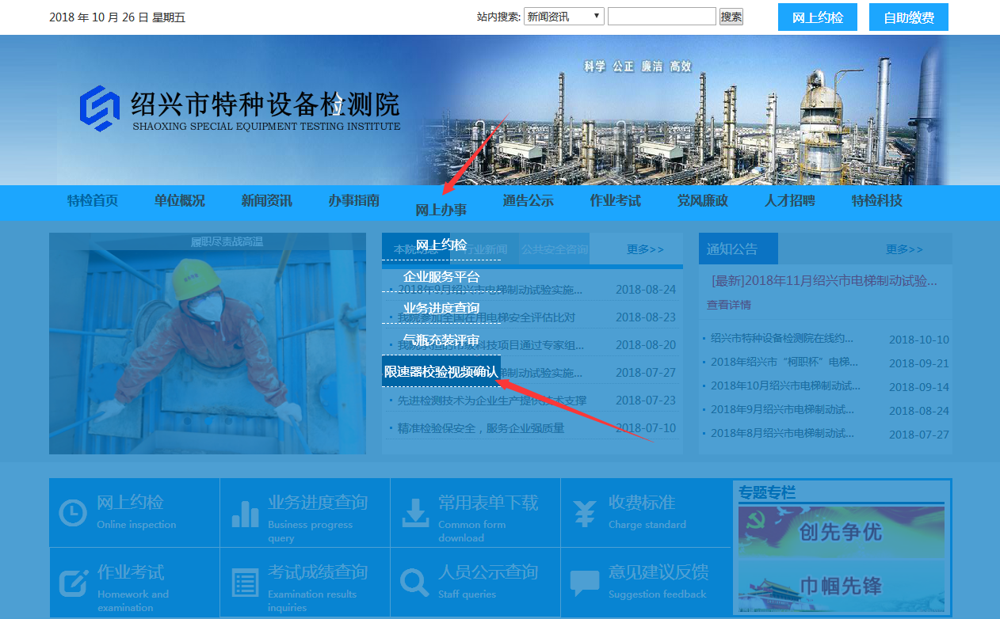 2018 年 10 月 26 日 星期五
站内搜索: 新闻资讯 搜索
网上约检
自助缴费
科学 公正 廉洁 高效
绍兴市特种设备检测院
SHAOXING SPECIAL EQUIPMENT TESTING INSTITUTE
特检首页 单位概况 新闻资讯 办事指南 网上办事 通告公示 作业考试 党风廉政 人才招聘 特检科技
网上约检
企业服务平台
业务进度查询
气瓶充装评审
限速器校验视频确认
履职尽责战高温
本院动态 行业新闻 公共安全咨询 更多>>
2018年9月绍兴市电梯制动试验实施... 2018-08-24
我院参加全国在用电梯安全评估比对 2018-08-23
我院承担的市级科技项目通过专家组... 2018-08-20
梯制动试验实施... 2018-07-27
先进检测技术为企业生产提供技术支撑 2018-07-23
精准检验保安全，服务企业强质量 2018-07-10
通知公告 更多>>
[最新]2018年11月绍兴市电梯制动试验...
查看详情
绍兴市特种设备检测院在线约... 2018-10-10
2018年绍兴市“柯职杯”电梯... 2018-09-21
2018年10月绍兴市电梯制动试... 2018-09-14
2018年9月绍兴市电梯制动试... 2018-08-24
2018年8月绍兴市电梯制动试... 2018-07-27
网上约检
Online inspection
业务进度查询
Business progress
query
常用表单下载
Common form
download
收费标准
Charge standard
作业考试
Homework and
examination
考试成绩查询
Examination results
inquiries
人员公示查询
Staff queries
意见建议反馈
Suggestion feedback
专题专栏
创先争优
巾帼先锋